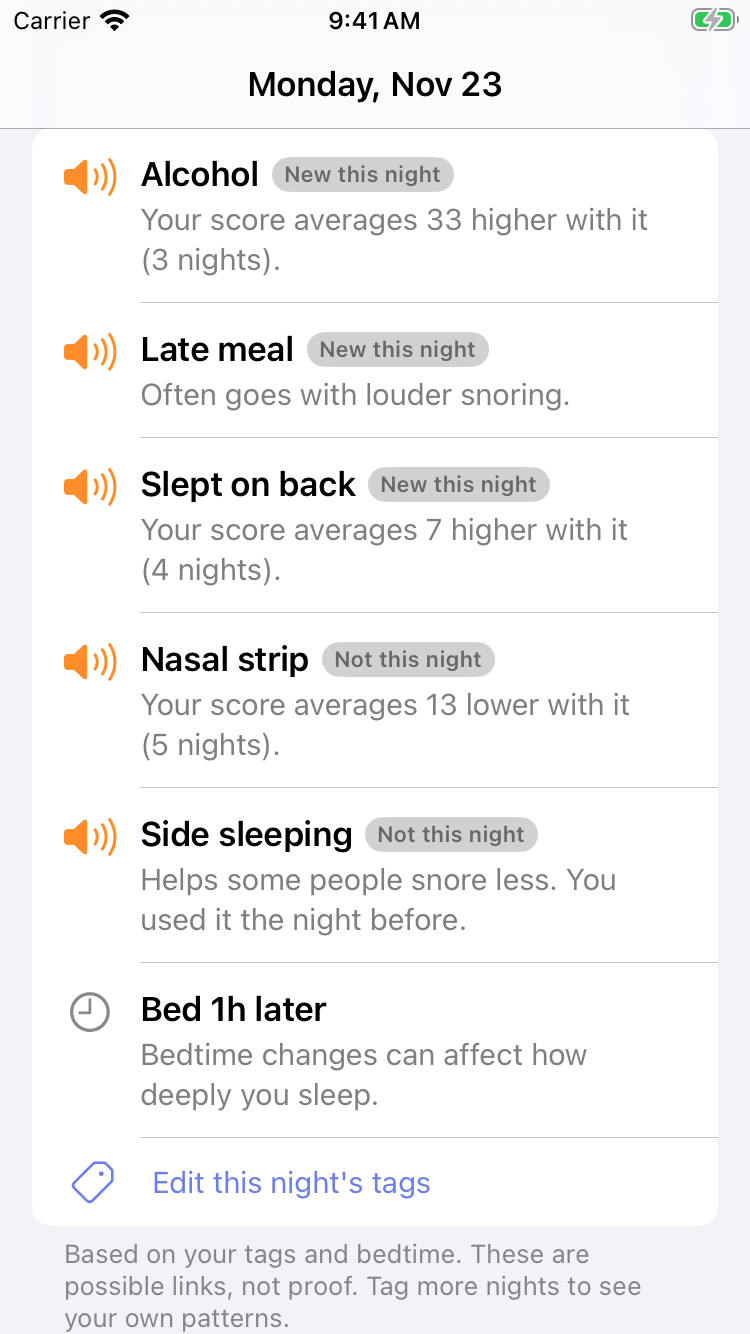 Carrier 9:41 AM
Monday, Nov 23
Alcohol New this night
Your score averages 33 higher with it
(3 nights).
Late meal New this night
Often goes with louder snoring.
Slept on back New this night
Your score averages 7 higher with it
(4 nights).
Nasal strip Not this night
Your score averages 13 lower with it
(5 nights).
Side sleeping Not this night
Helps some people snore less. You
used it the night before.
Bed 1h later
Bedtime changes can affect how
deeply you sleep.
Edit this night's tags
Based on your tags and bedtime. These are
possible links, not proof. Tag more nights to see
your own patterns.